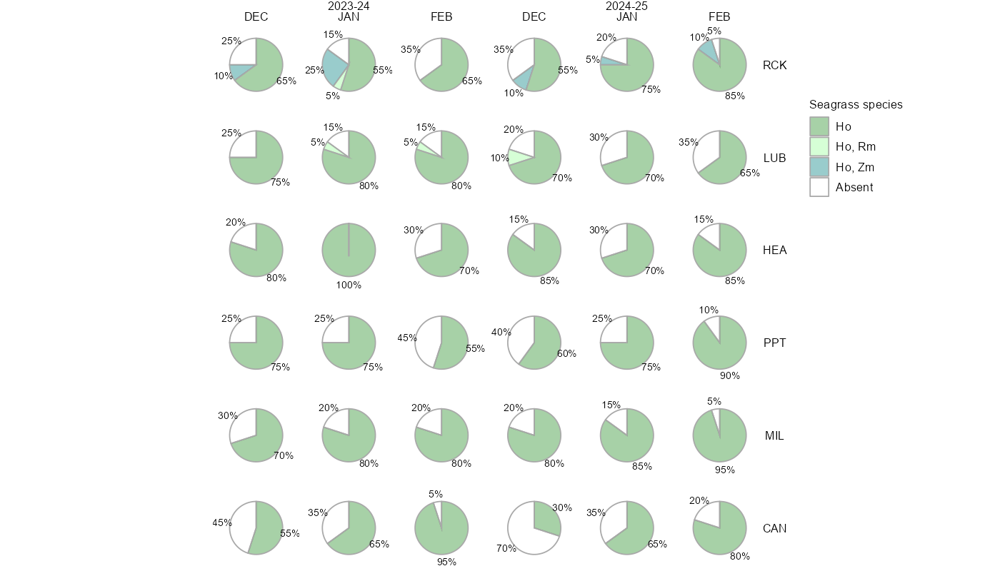 2023-24
2024-25
DEC JAN FEB DEC JAN FEB
25% 10% 65%
15% 25% 5% 55%
35% 65%
35% 10% 55%
20% 5% 75%
5% 10% 85%
RCK
25% 75%
15% 5% 80%
15% 5% 80%
20% 10% 70%
30% 70%
35% 65%
LUB
20% 80%
100%
30% 70%
15% 85%
30% 70%
15% 85%
HEA
25% 75%
25% 75%
45% 55%
40% 60%
25% 75%
10% 90%
PPT
30% 70%
20% 80%
20% 80%
20% 80%
15% 85%
5% 95%
MIL
45% 55%
35% 65%
5% 95%
30% 70%
35% 65%
20% 80%
CAN
Seagrass species
Ho
Ho, Rm
Ho, Zm
Absent